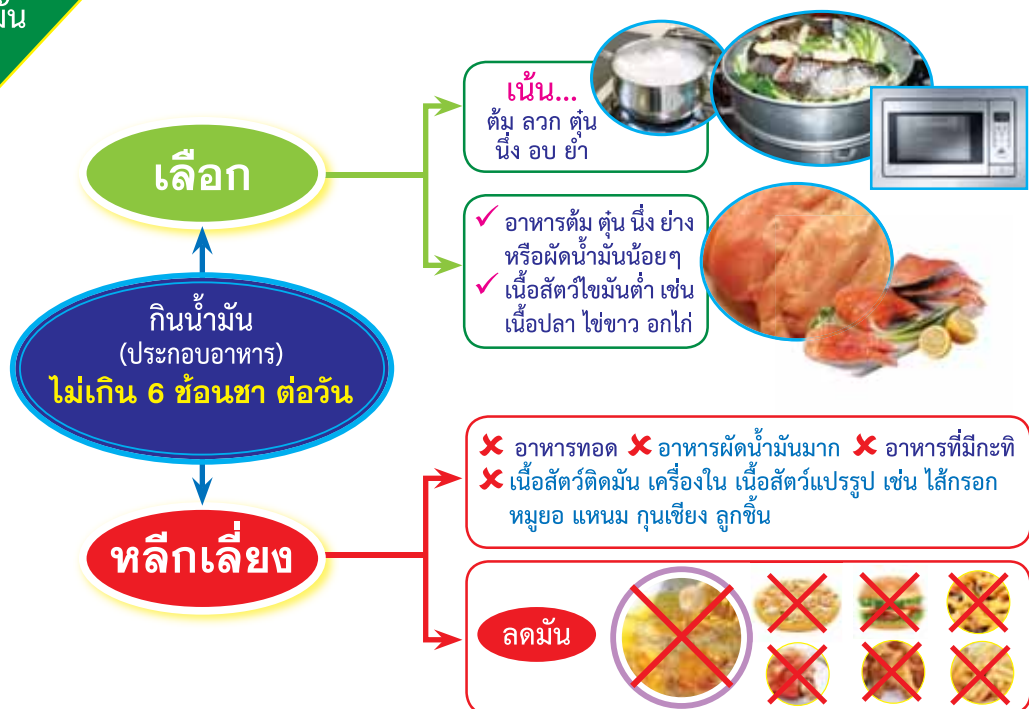 มัน
เน้น...
ต้ม ลวก ตุ๋น
นึ่ง อบ ยำ
เลือก
✓ อาหารต้ม ตุ๋น นึ่ง ย่าง
หรือผัดน้ำมันน้อยๆ
✓ เนื้อสัตว์ไขมันต่ำ เช่น
เนื้อปลา ไข่ขาว อกไก่
กินน้ำมัน
(ประกอบอาหาร)
ไม่เกิน 6 ช้อนชา ต่อวัน
✘ อาหารทอด ✘ อาหารผัดน้ำมันมาก ✘ อาหารที่มีกะทิ
✘ เนื้อสัตว์ติดมัน เครื่องใน เนื้อสัตว์แปรรูป เช่น ไส้กรอก
หมูยอ แหนม กุนเชียง ลูกชิ้น
หลีกเลี่ยง
ลดมัน